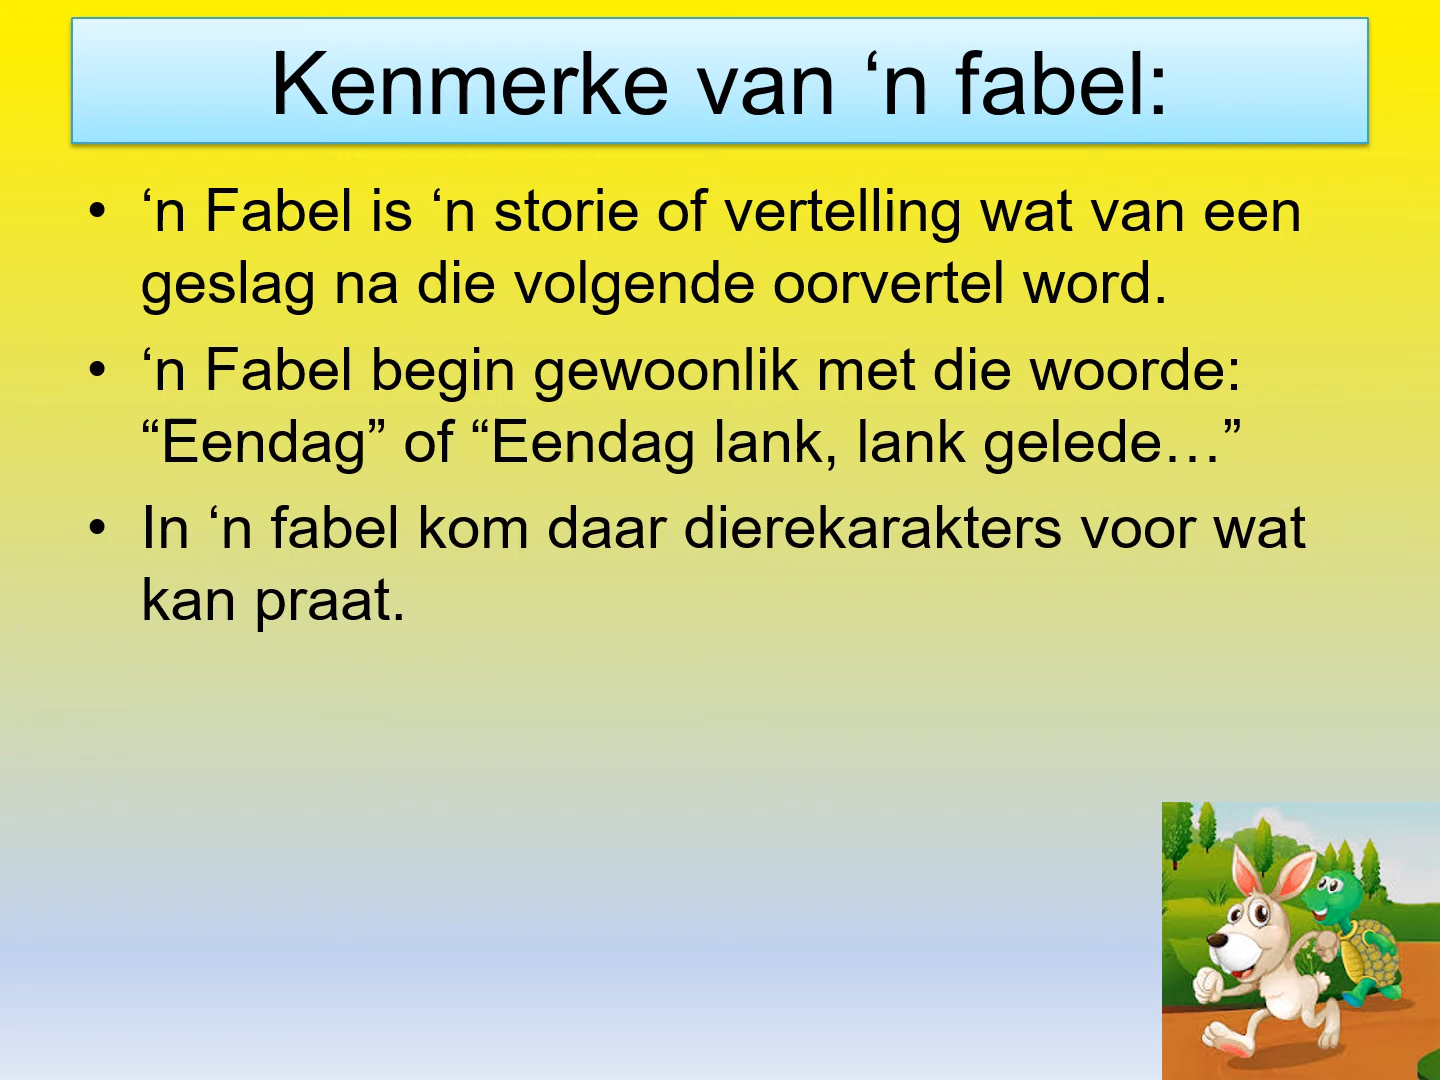 Kenmerke van ‘n fabel:
• ‘n Fabel is ‘n storie of vertelling wat van een
geslag na die volgende oorvertel word.
• ‘n Fabel begin gewoonlik met die woorde:
“Eendag” of “Eendag lank, lank gelede…”
• In ‘n fabel kom daar dierekarakters voor wat
kan praat.